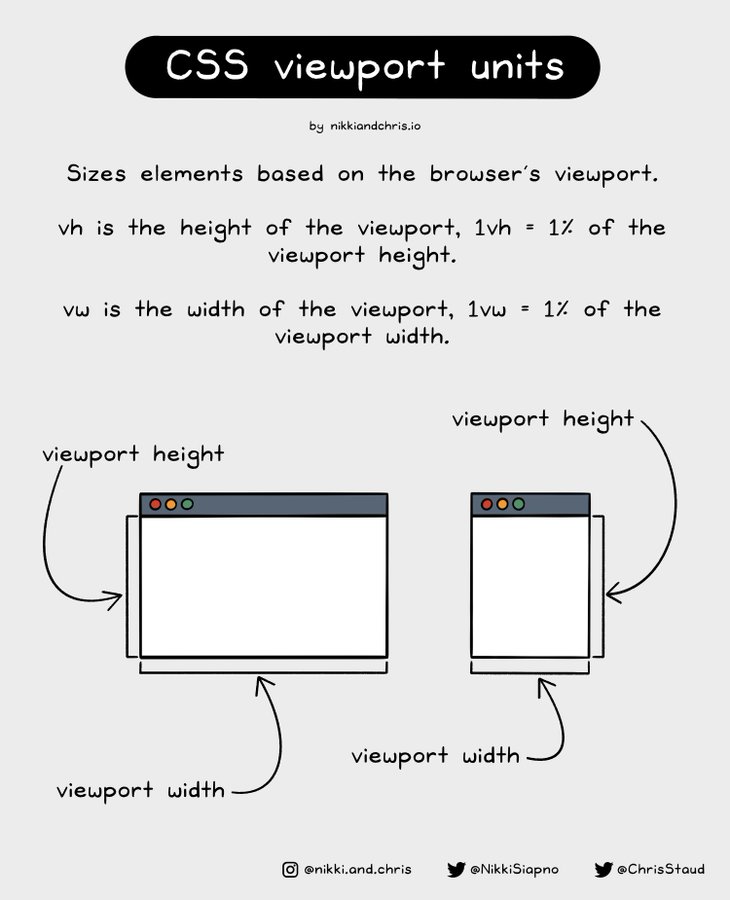 CSS viewport units
by nikkiandchris.io
Sizes elements based on the browser's viewport.
vh is the height of the viewport, 1vh = 1% of the
viewport height.
vw is the width of the viewport, 1vw = 1% of the
viewport width.
viewport height
viewport height
viewport width
viewport width
@nikki.and.chris
@NikkiSiapno
@ChrisStaud